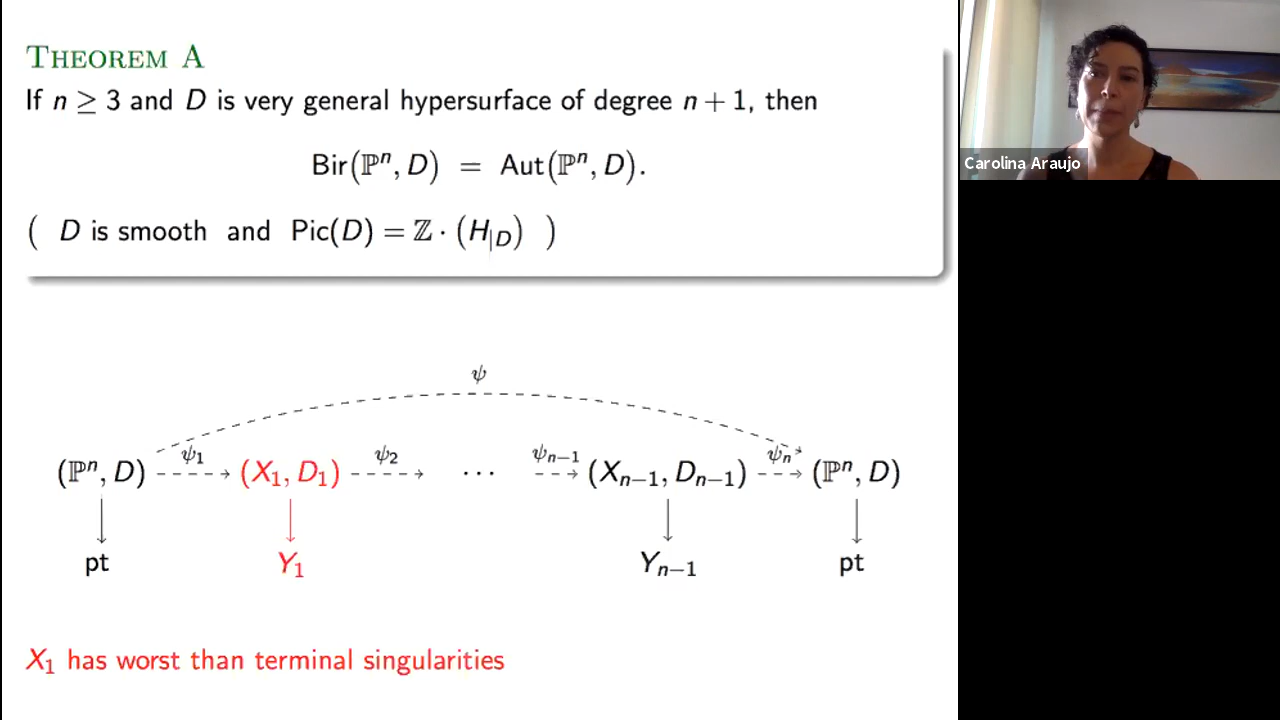 THEOREM A
If n ≥ 3 and D is very general hypersurface of degree n + 1, then
Bir(ℙⁿ, D) = Aut(ℙⁿ, D).
( D is smooth and Pic(D) = ℤ · (H|D) )
ψ
ψ₁ ψ₂ ψₙ₋₁ ψₙ
(ℙⁿ, D) (X₁, D₁) ··· (Xₙ₋₁, Dₙ₋₁) (ℙⁿ, D)
pt Y₁ Yₙ₋₁ pt
X₁ has worst than terminal singularities
Carolina Araujo